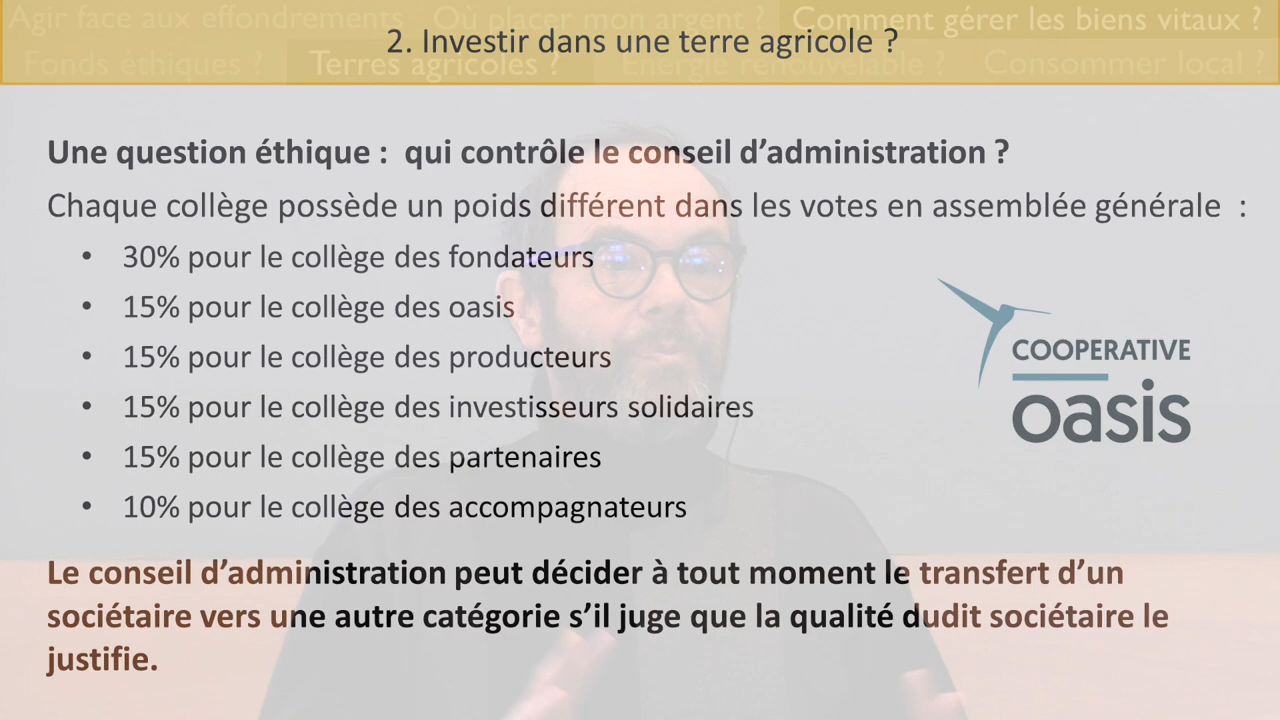 Agir face aux effondrements Où placer mon argent ? Comment gérer les biens vitaux ?
2. Investir dans une terre agricole ?
Fonds éthiques ? Terres agricoles ? Énergie renouvelable ? Consommer local ?
Une question éthique : qui contrôle le conseil d'administration ?
Chaque collège possède un poids différent dans les votes en assemblée générale :
• 30% pour le collège des fondateurs
• 15% pour le collège des oasis
• 15% pour le collège des producteurs
• 15% pour le collège des investisseurs solidaires
• 15% pour le collège des partenaires
• 10% pour le collège des accompagnateurs
COOPERATIVE
oasis
Le conseil d'administration peut décider à tout moment le transfert d'un
sociétaire vers une autre catégorie s'il juge que la qualité dudit sociétaire le
justifie.